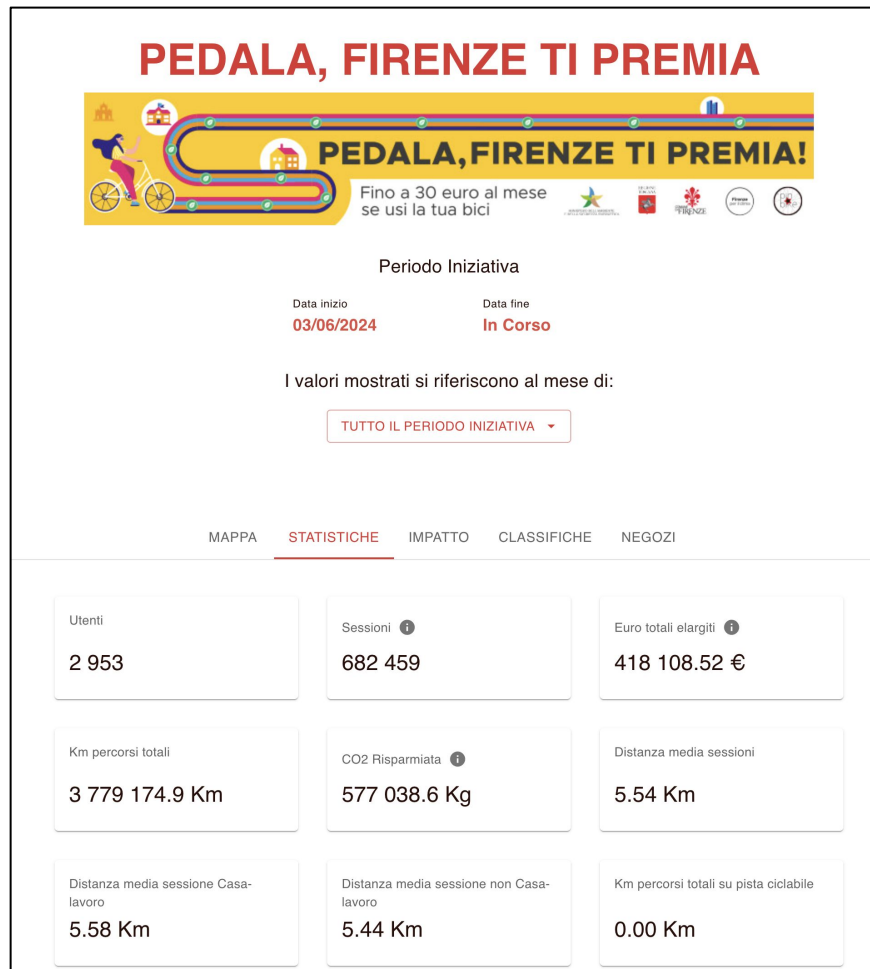 PEDALA, FIRENZE TI PREMIA
PEDALA, FIRENZE TI PREMIA!
Fino a 30 euro al mese
se usi la tua bici
FIRENZE
Periodo Iniziativa
Data inizio
Data fine
03/06/2024
In Corso
I valori mostrati si riferiscono al mese di:
TUTTO IL PERIODO INIZIATIVA
MAPPA STATISTICHE IMPATTO CLASSIFICHE NEGOZI
Utenti
2 953
Sessioni
682 459
Euro totali elargiti
418 108.52 €
Km percorsi totali
3 779 174.9 Km
CO2 Risparmiata
577 038.6 Kg
Distanza media sessioni
5.54 Km
Distanza media sessione Casa-
lavoro
5.58 Km
Distanza media sessione non Casa-
lavoro
5.44 Km
Km percorsi totali su pista ciclabile
0.00 Km